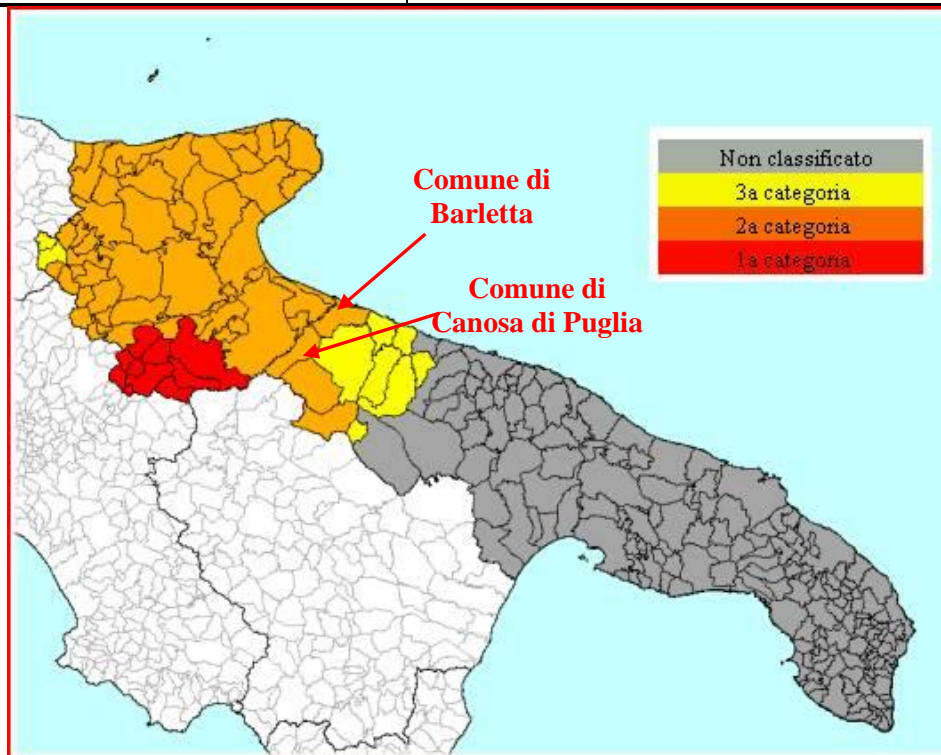 Comune di
Barletta
Comune di
Canosa di Puglia
Non classificato
3a categoria
2a categoria
1a categoria